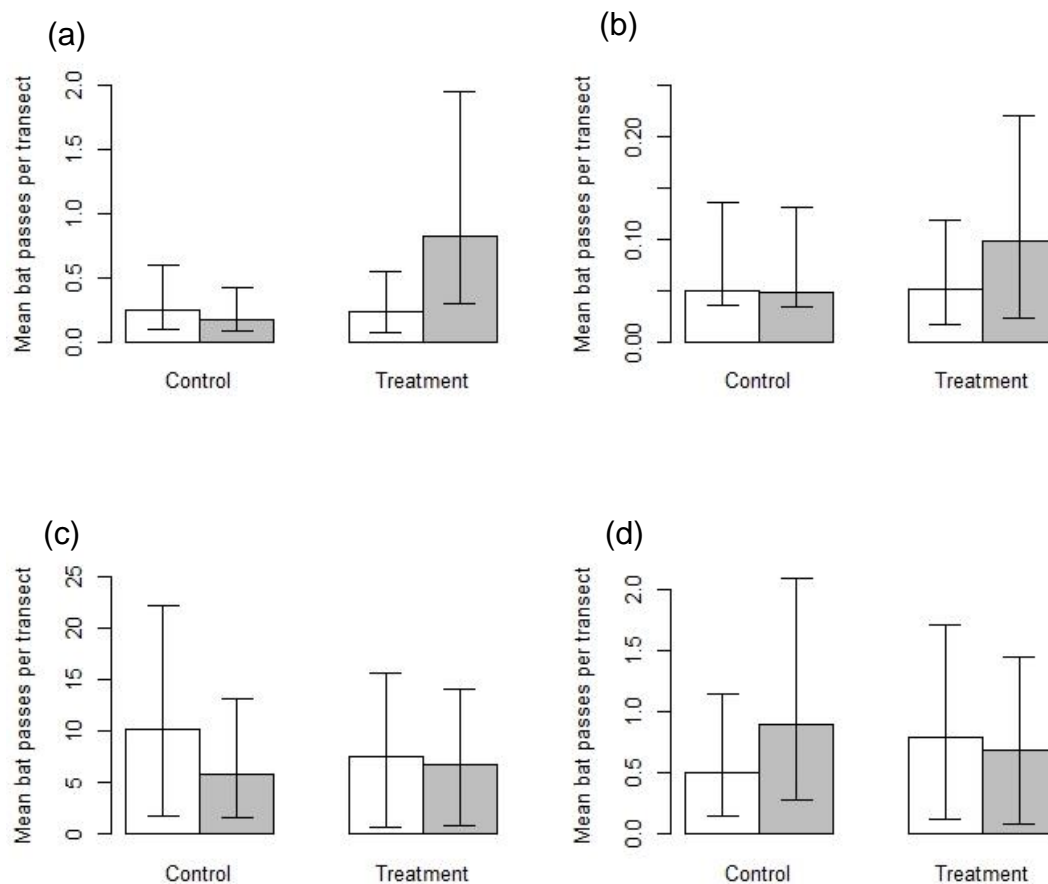 (a)
Mean bat passes per transect
2.0
1.5
1.0
0.5
0.0
Control Treatment
(b)
Mean bat passes per transect
0.20
0.10
0.00
Control Treatment
(c)
Mean bat passes per transect
25
20
15
10
5
0
Control Treatment
(d)
Mean bat passes per transect
2.0
1.5
1.0
0.5
0.0
Control Treatment